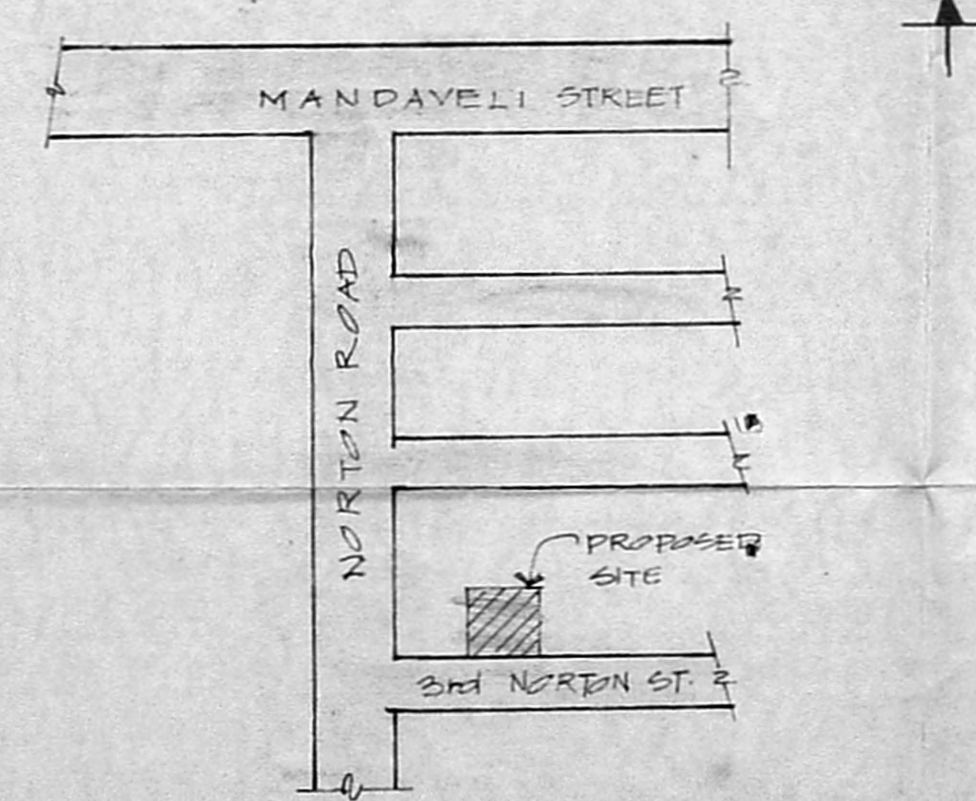 MANDAVELI STREET
NORTON ROAD
PROPOSED
SITE
3rd NORTON ST.